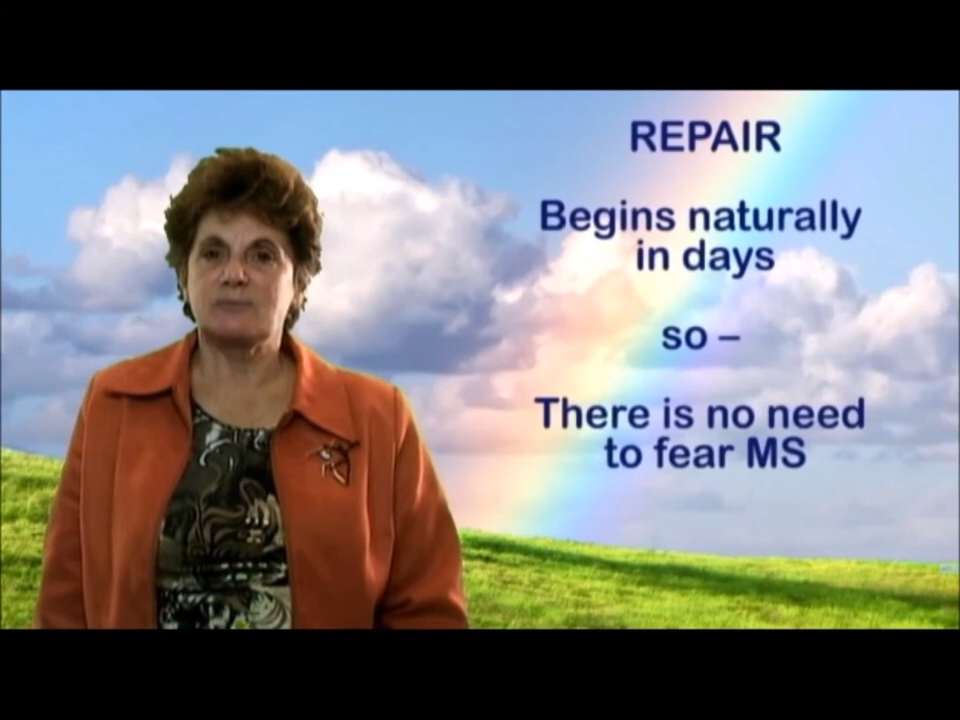 REPAIR
Begins naturally
in days
so –
There is no need
to fear MS